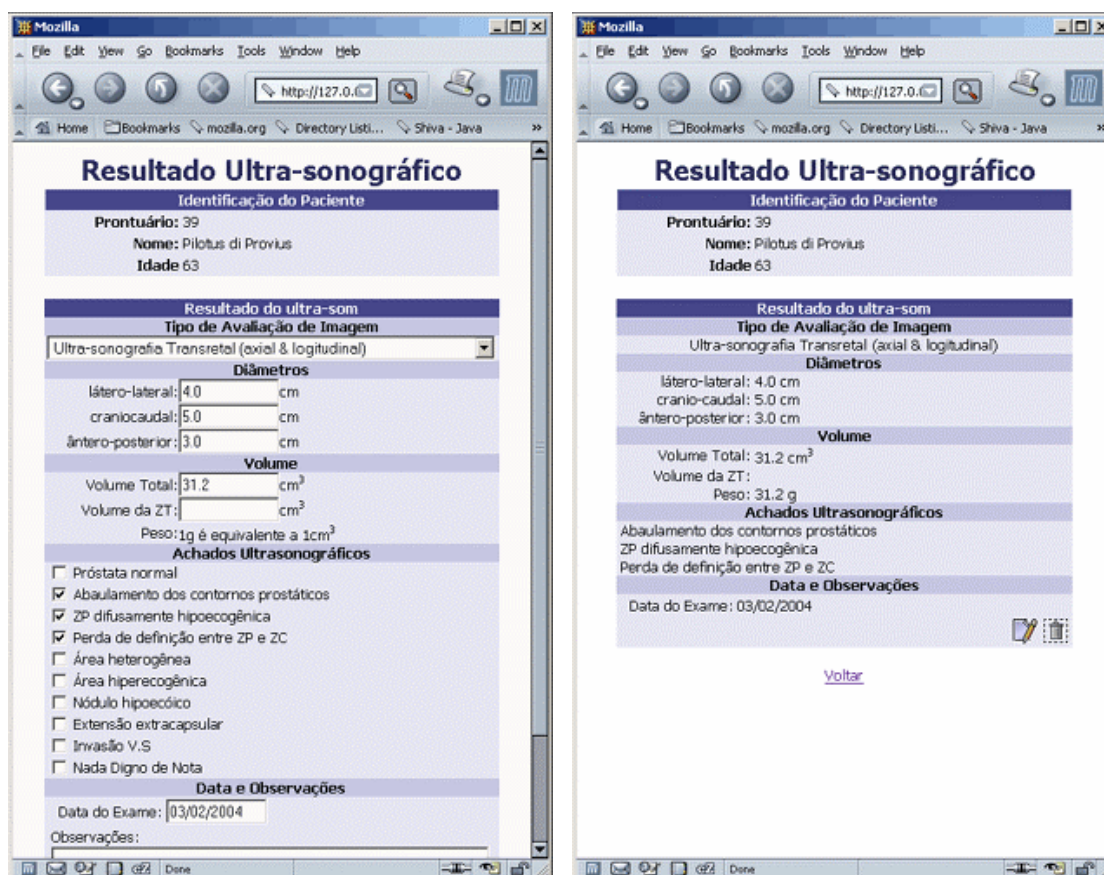 Mozilla
File Edit View Go Bookmarks Tools Window Help
http://127.0.
Home Bookmarks mozilla.org Directory Listi... Shiva - Java »
Resultado Ultra-sonográfico
Identificação do Paciente
Prontuário: 39
Nome: Pilotus di Provius
Idade 63
Resultado do ultra-som
Tipo de Avaliação de Imagem
Ultra-sonografia Transretal (axial & logitudinal)
Diâmetros
látero-lateral: 4.0 cm
craniocaudal: 5.0 cm
ântero-posterior: 3.0 cm
Volume
Volume Total: 31.2 cm³
Volume da ZT: cm³
Peso: 1g é equivalente a 1cm³
Achados Ultrasonográficos
Próstata normal
Abaulamento dos contornos prostáticos
ZP difusamente hipoecogênica
Perda de definição entre ZP e ZC
Área heterogênea
Área hiperecogênica
Nódulo hipoecóico
Extensão extracapsular
Invasão V.S
Nada Digno de Nota
Data e Observações
Data do Exame: 03/02/2004
Observações:
Done
Mozilla
File Edit View Go Bookmarks Tools Window Help
http://127.0.
Home Bookmarks mozilla.org Directory Listi... Shiva - Java »
Resultado Ultra-sonográfico
Identificação do Paciente
Prontuário: 39
Nome: Pilotus di Provius
Idade 63
Resultado do ultra-som
Tipo de Avaliação de Imagem
Ultra-sonografia Transretal (axial & logitudinal)
Diâmetros
látero-lateral: 4.0 cm
cranio-caudal: 5.0 cm
ântero-posterior: 3.0 cm
Volume
Volume Total: 31.2 cm³
Volume da ZT:
Peso: 31.2 g
Achados Ultrasonográficos
Abaulamento dos contornos prostáticos
ZP difusamente hipoecogênica
Perda de definição entre ZP e ZC
Data e Observações
Data do Exame: 03/02/2004
Voltar
Done